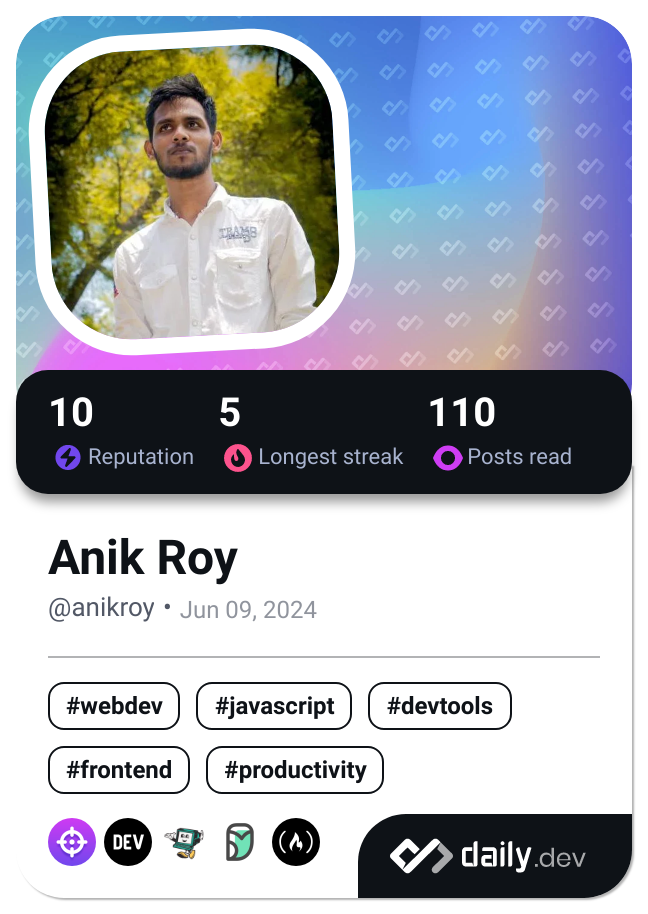 10 5 110
Reputation Longest streak Posts read
Anik Roy
@anikroy • Jun 09, 2024
#webdev #javascript #devtools
#frontend #productivity
DEV
daily.dev